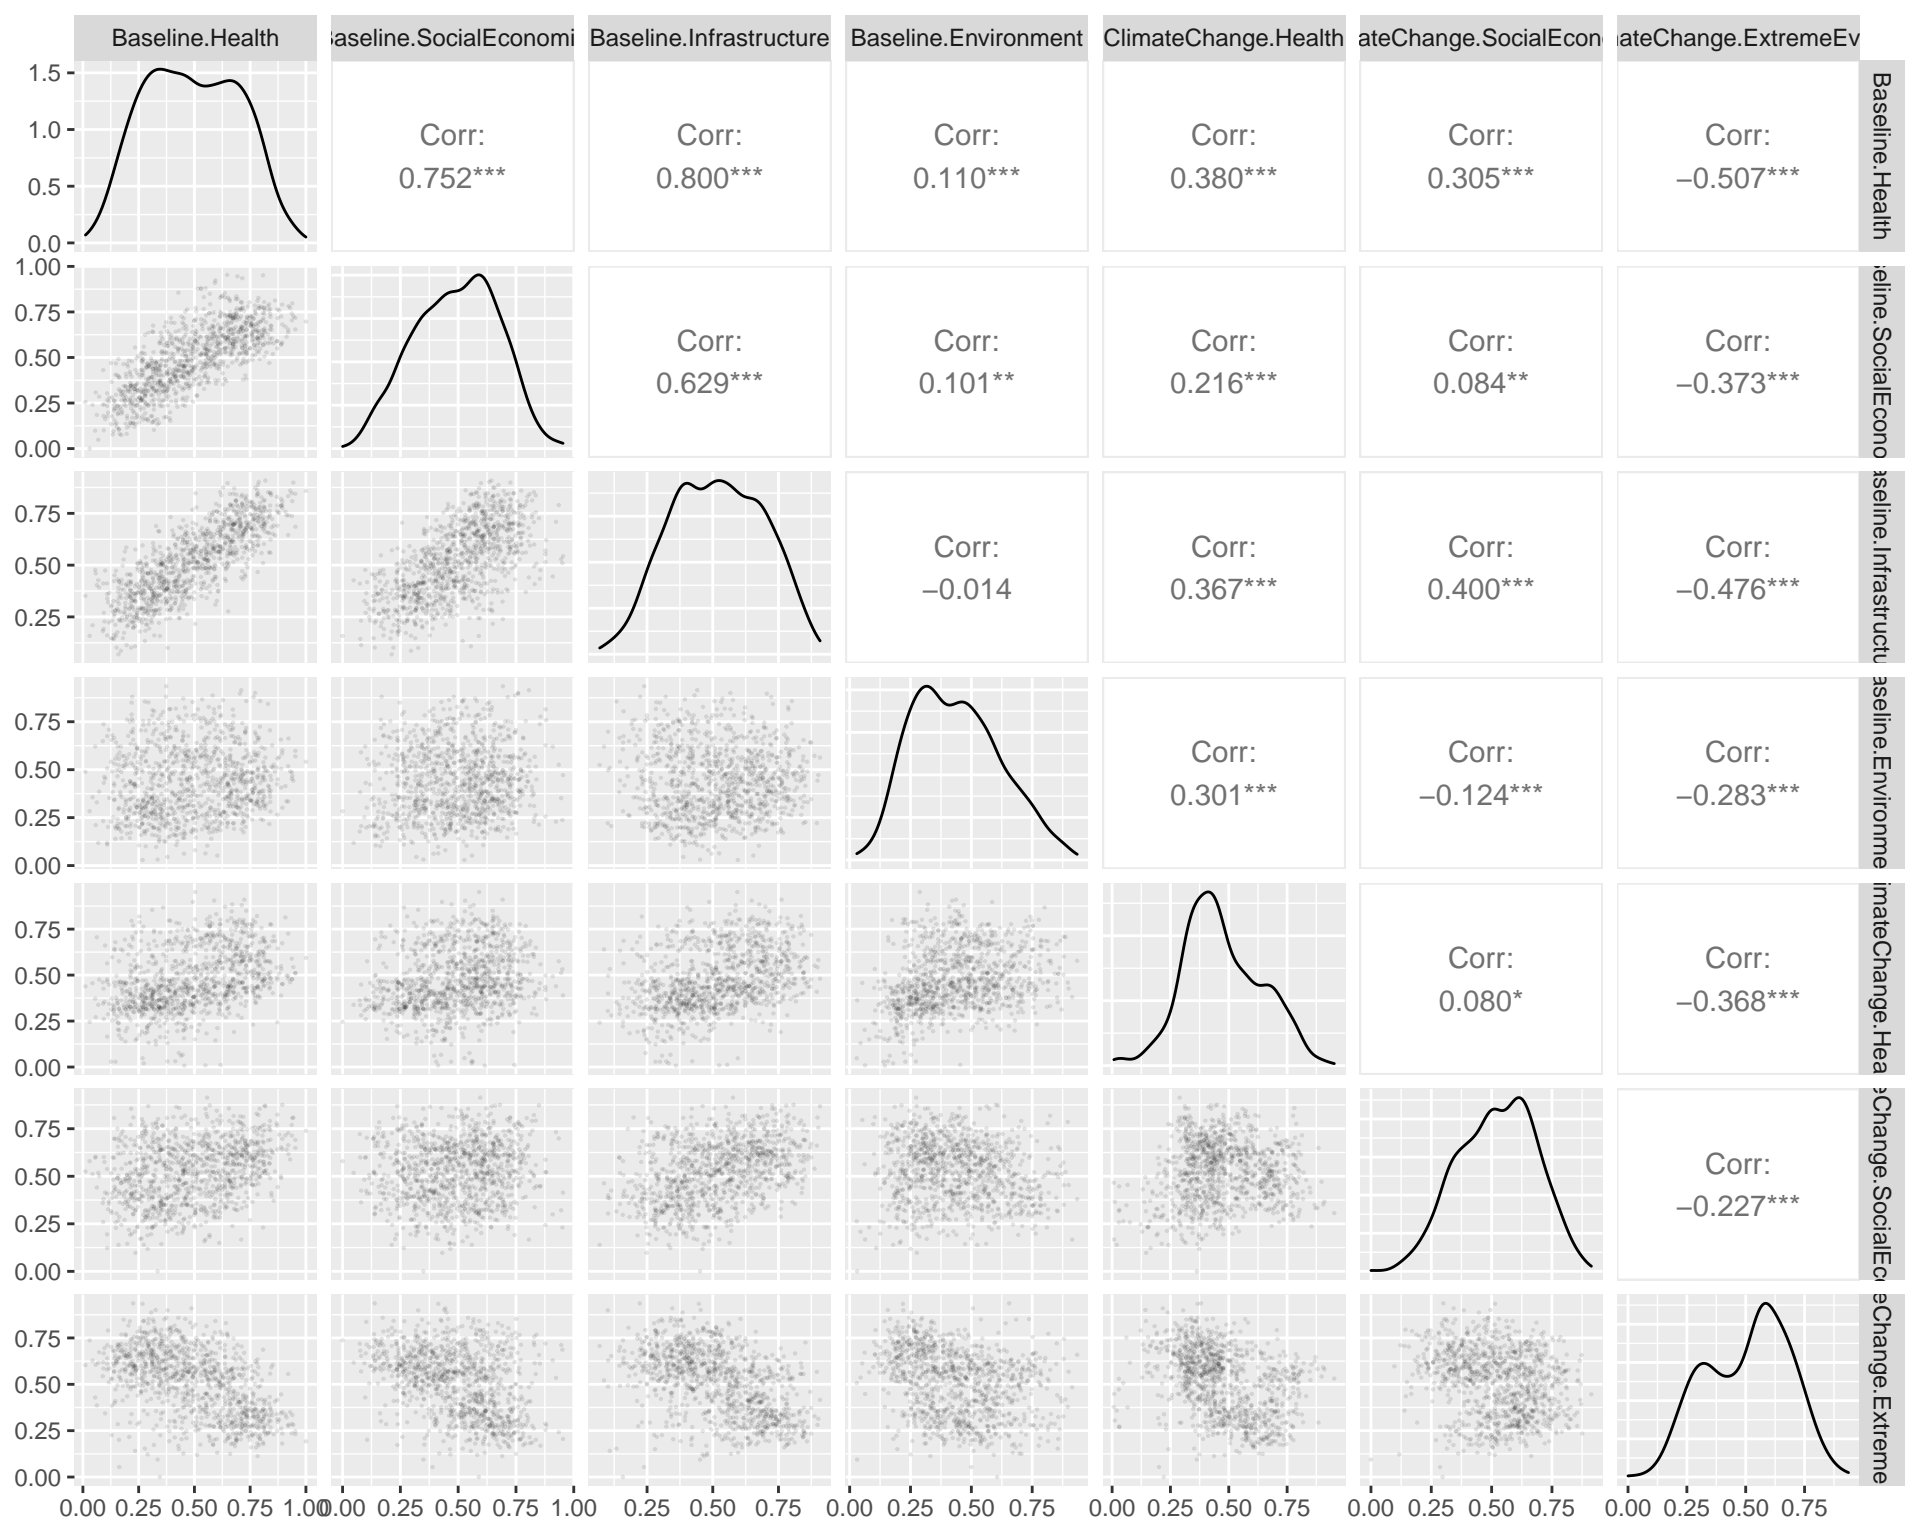 Baseline.Health
Baseline.SocialEconomi
Baseline.Infrastructure
Baseline.Environment
ClimateChange.Health
ateChange.SocialEcon
ateChange.ExtremeEv
1.5
1.0
0.5
0.0
Corr:
0.752***
Corr:
0.800***
Corr:
0.110***
Corr:
0.380***
Corr:
0.305***
Corr:
−0.507***
Baseline.Health
1.00
0.75
0.50
0.25
0.00
Corr:
0.629***
Corr:
0.101**
Corr:
0.216***
Corr:
0.084**
Corr:
−0.373***
eline.SocialEcono
0.75
0.50
0.25
Corr:
−0.014
Corr:
0.367***
Corr:
0.400***
Corr:
−0.476***
aseline.Infrastructu
0.75
0.50
0.25
0.00
Corr:
0.301***
Corr:
−0.124***
Corr:
−0.283***
aseline.Environme
0.75
0.50
0.25
0.00
Corr:
0.080*
Corr:
−0.368***
imateChange.Hea
0.75
0.50
0.25
0.00
Corr:
−0.227***
eChange.SocialEco
0.75
0.50
0.25
0.00
eChange.Extreme
0.00 0.25 0.50 0.75 1.00
0.00 0.25 0.50 0.75 1.00
0.25 0.50 0.75
0.00 0.25 0.50 0.75
0.00 0.25 0.50 0.75
0.00 0.25 0.50 0.75
0.00 0.25 0.50 0.75